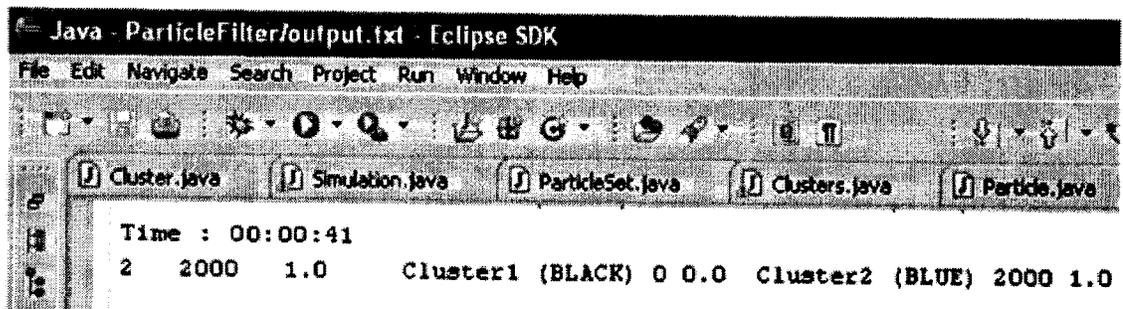 Java - ParticleFilter/output.txt - Eclipse SDK
File Edit Navigate Search Project Run Window Help
Cluster.java Simulation.java ParticleSet.java Clusters.java Particle.java
Time : 00:00:41
2 2000 1.0 Cluster1 (BLACK) 0 0.0 Cluster2 (BLUE) 2000 1.0